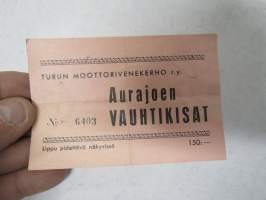 TURUN MOOTTORIVENEKERHO r.y.
Aurajoen
№ 6403 VAUHTIKISAT
Lippu pidettävä näkyvissä 150:—